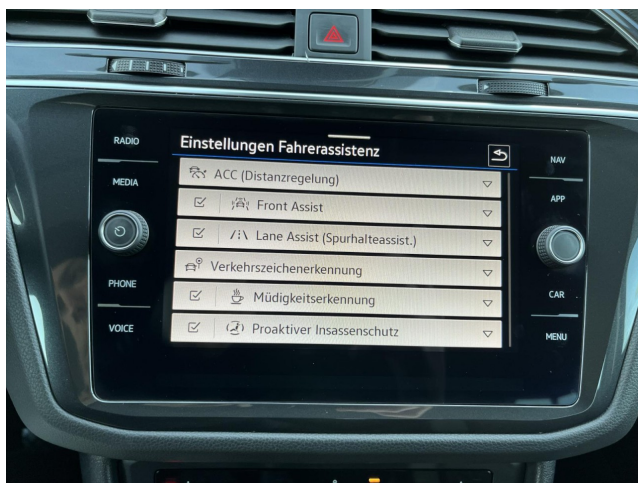 RADIO
MEDIA
PHONE
VOICE
Einstellungen Fahrerassistenz
ACC (Distanzregelung)
Front Assist
Lane Assist (Spurhalteassist.)
Verkehrszeichenerkennung
Müdigkeitserkennung
Proaktiver Insassenschutz
NAV
APP
CAR
MENU